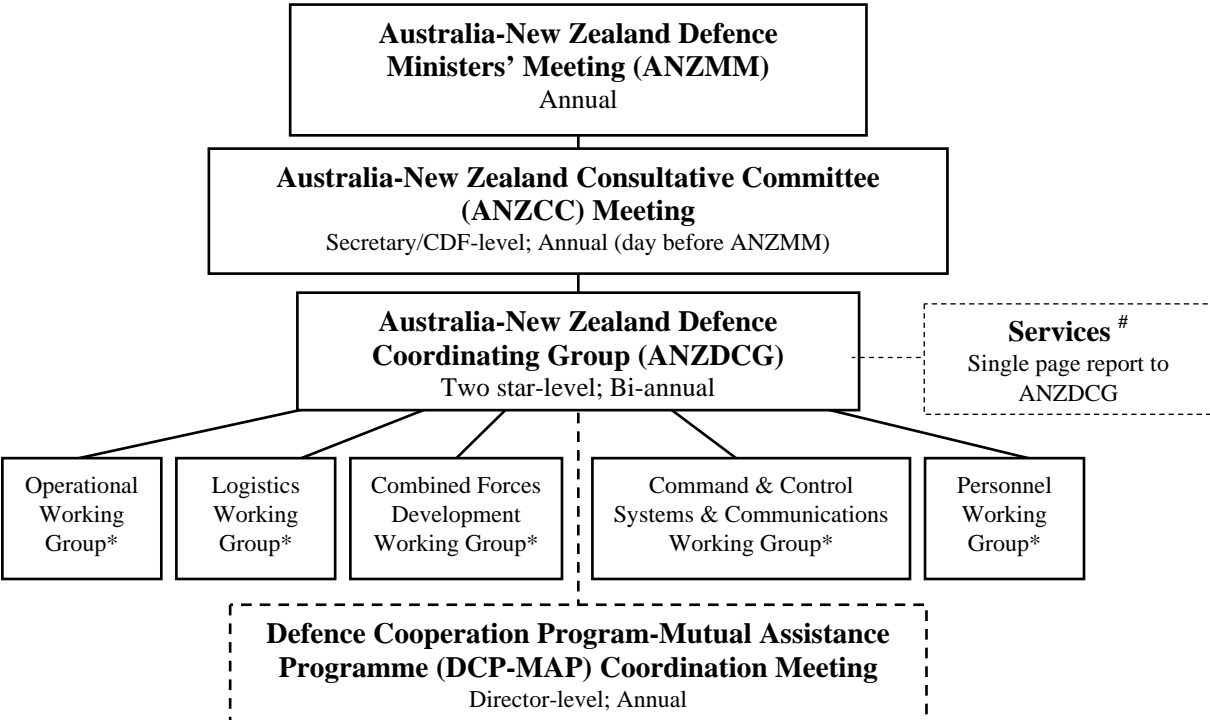 Australia-New Zealand Defence
Ministers’ Meeting (ANZMM)
Annual
Australia-New Zealand Consultative Committee
(ANZCC) Meeting
Secretary/CDF-level; Annual (day before ANZMM)
Australia-New Zealand Defence
Coordinating Group (ANZDCG)
Two star-level; Bi-annual
Services #
Single page report to
ANZDCG
Operational
Working
Group*
Logistics
Working
Group*
Combined Forces
Development
Working Group*
Command & Control
Systems & Communications
Working Group*
Personnel
Working
Group*
Defence Cooperation Program-Mutual Assistance
Programme (DCP-MAP) Coordination Meeting
Director-level; Annual